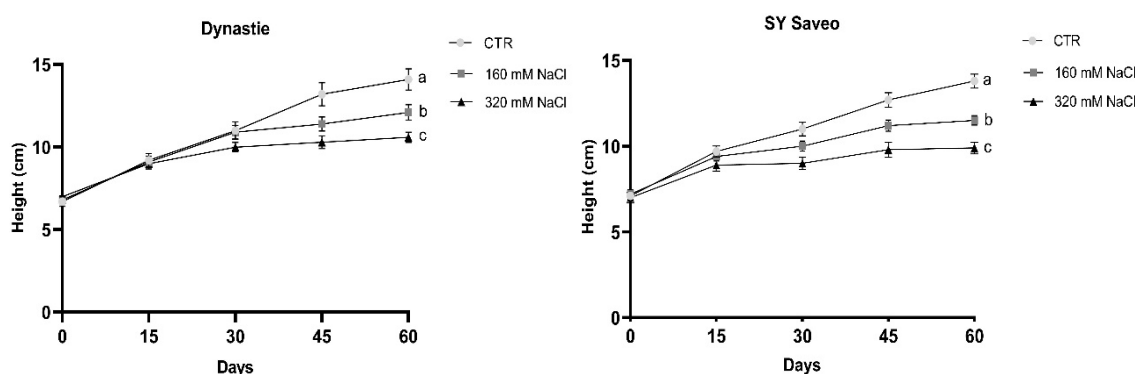 Dynastie
CTR
160 mM NaCl
320 mM NaCl
Height (cm)
15
10
5
0
a
b
c
0 15 30 45 60
Days
SY Saveo
CTR
160 mM NaCl
320 mM NaCl
Height (cm)
15
10
5
0
a
b
c
0 15 30 45 60
Days